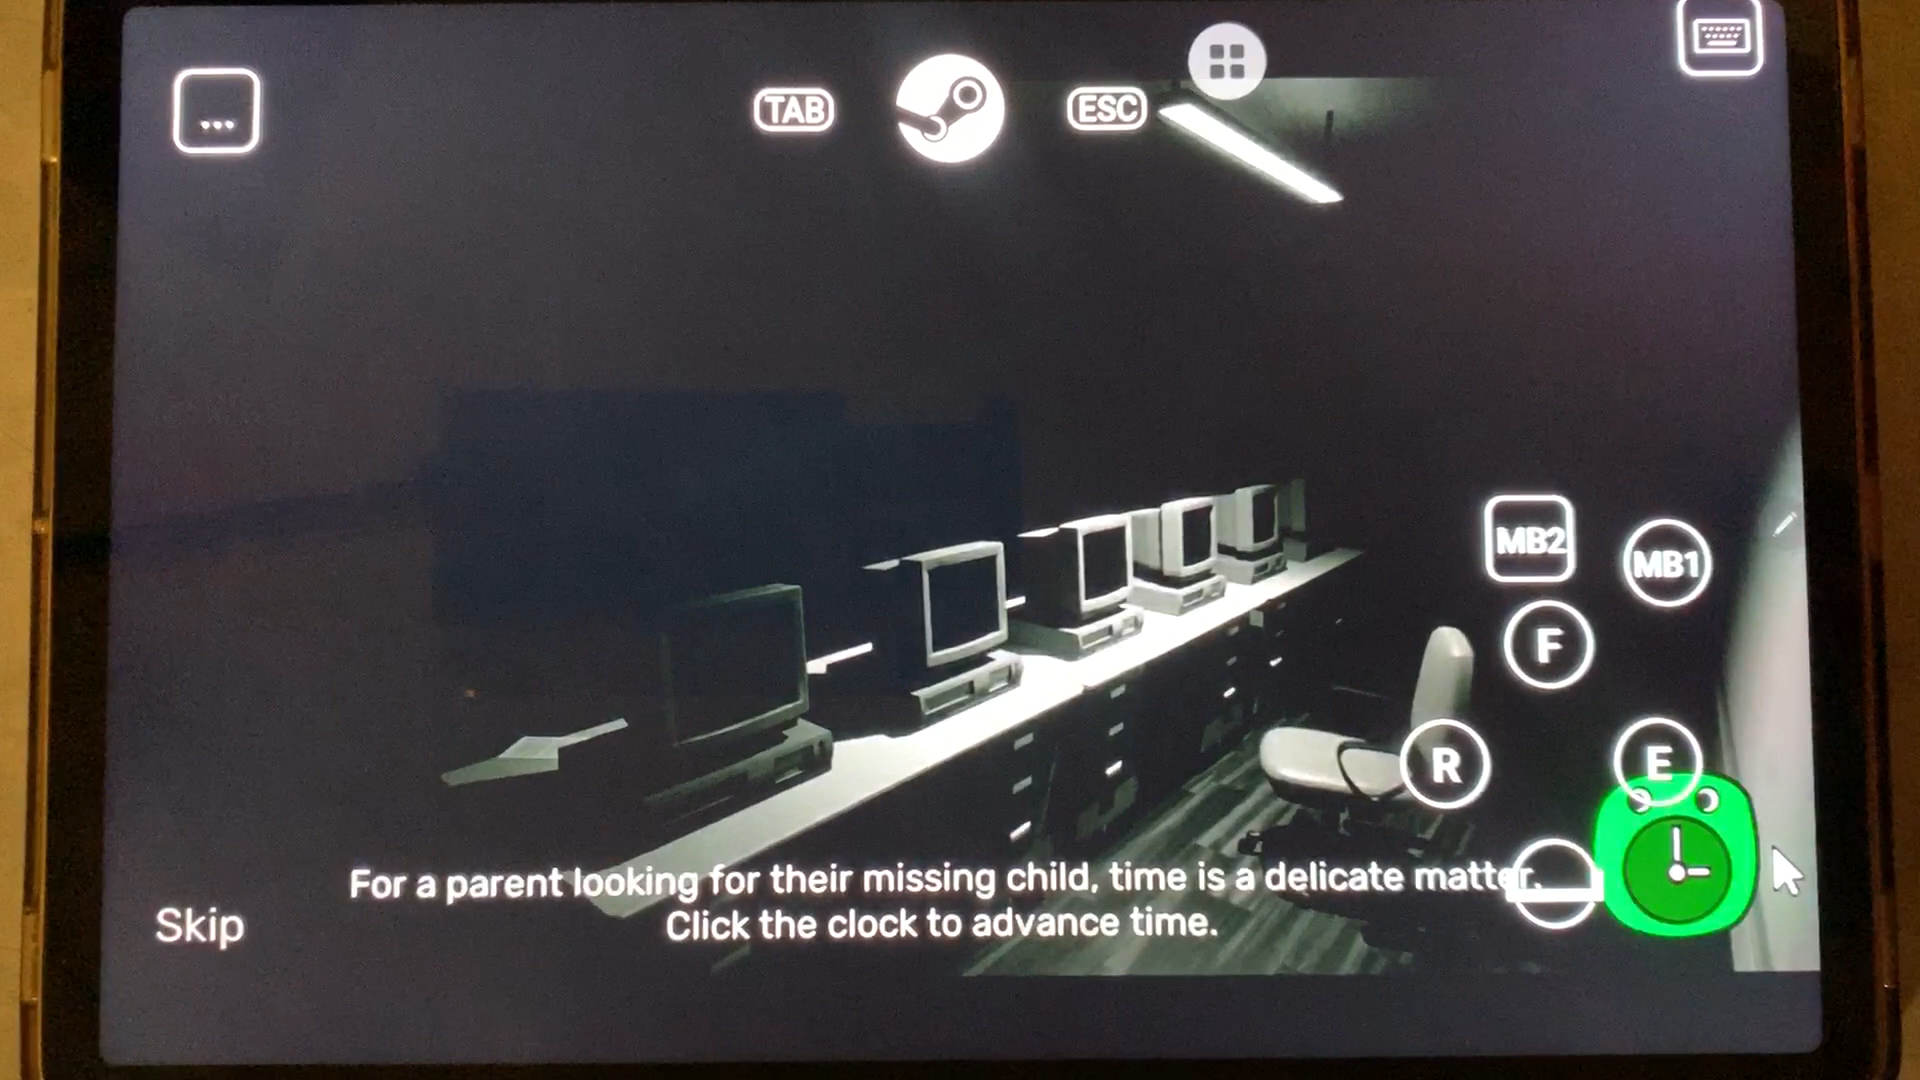 ...
TAB
ESC
MB2
MB1
F
R
E
For a parent looking for their missing child, time is a delicate matter.
Click the clock to advance time.
Skip